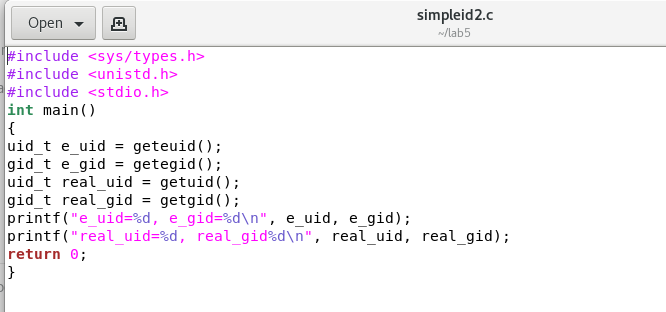 Open
simpleid2.c
~/lab5
#include <sys/types.h>
#include <unistd.h>
#include <stdio.h>
int main()
{
uid_t e_uid = geteuid();
gid_t e_gid = getegid();
uid_t real_uid = getuid();
gid_t real_gid = getgid();
printf("e_uid=%d, e_gid=%d\n", e_uid, e_gid);
printf("real_uid=%d, real_gid%d\n", real_uid, real_gid);
return 0;
}